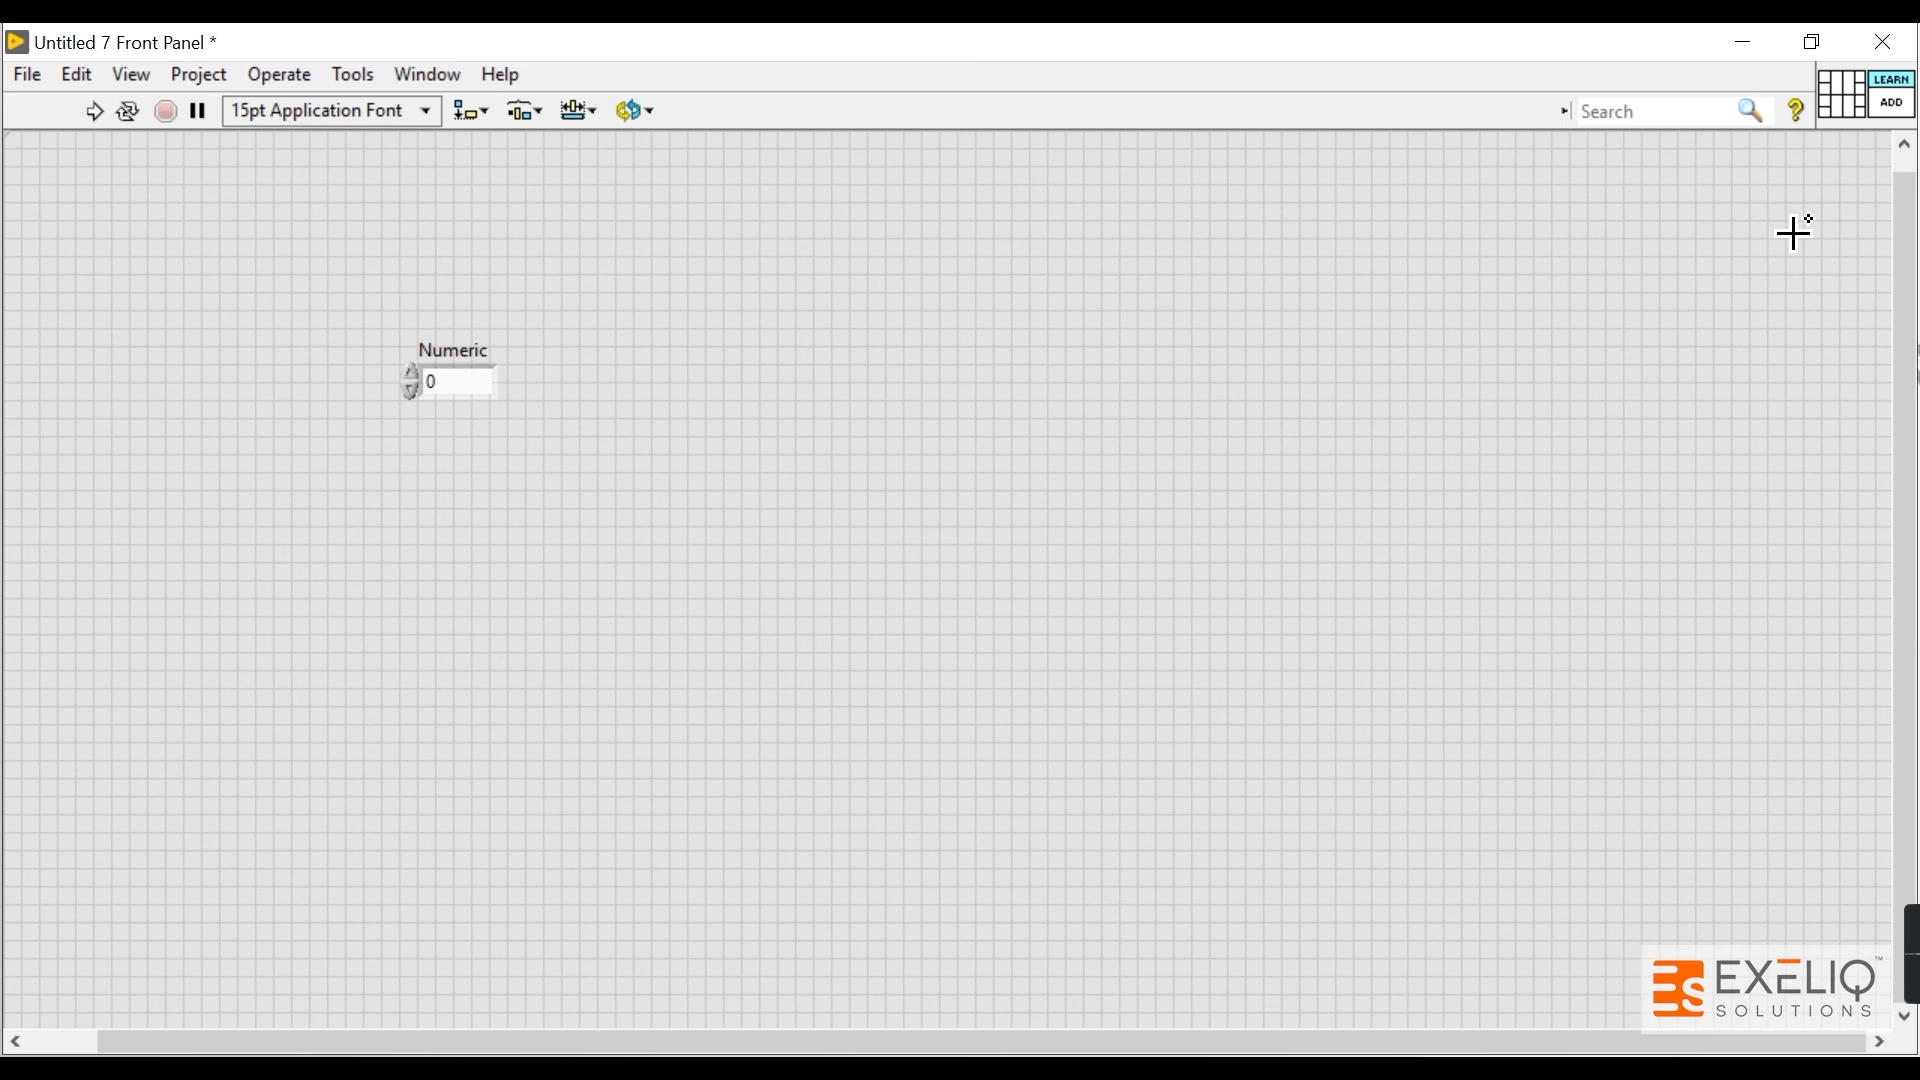 Untitled 7 Front Panel *
File Edit View Project Operate Tools Window Help
15pt Application Font
Search
LEARN
ADD
Numeric
0
EXELIQ™
SOLUTIONS